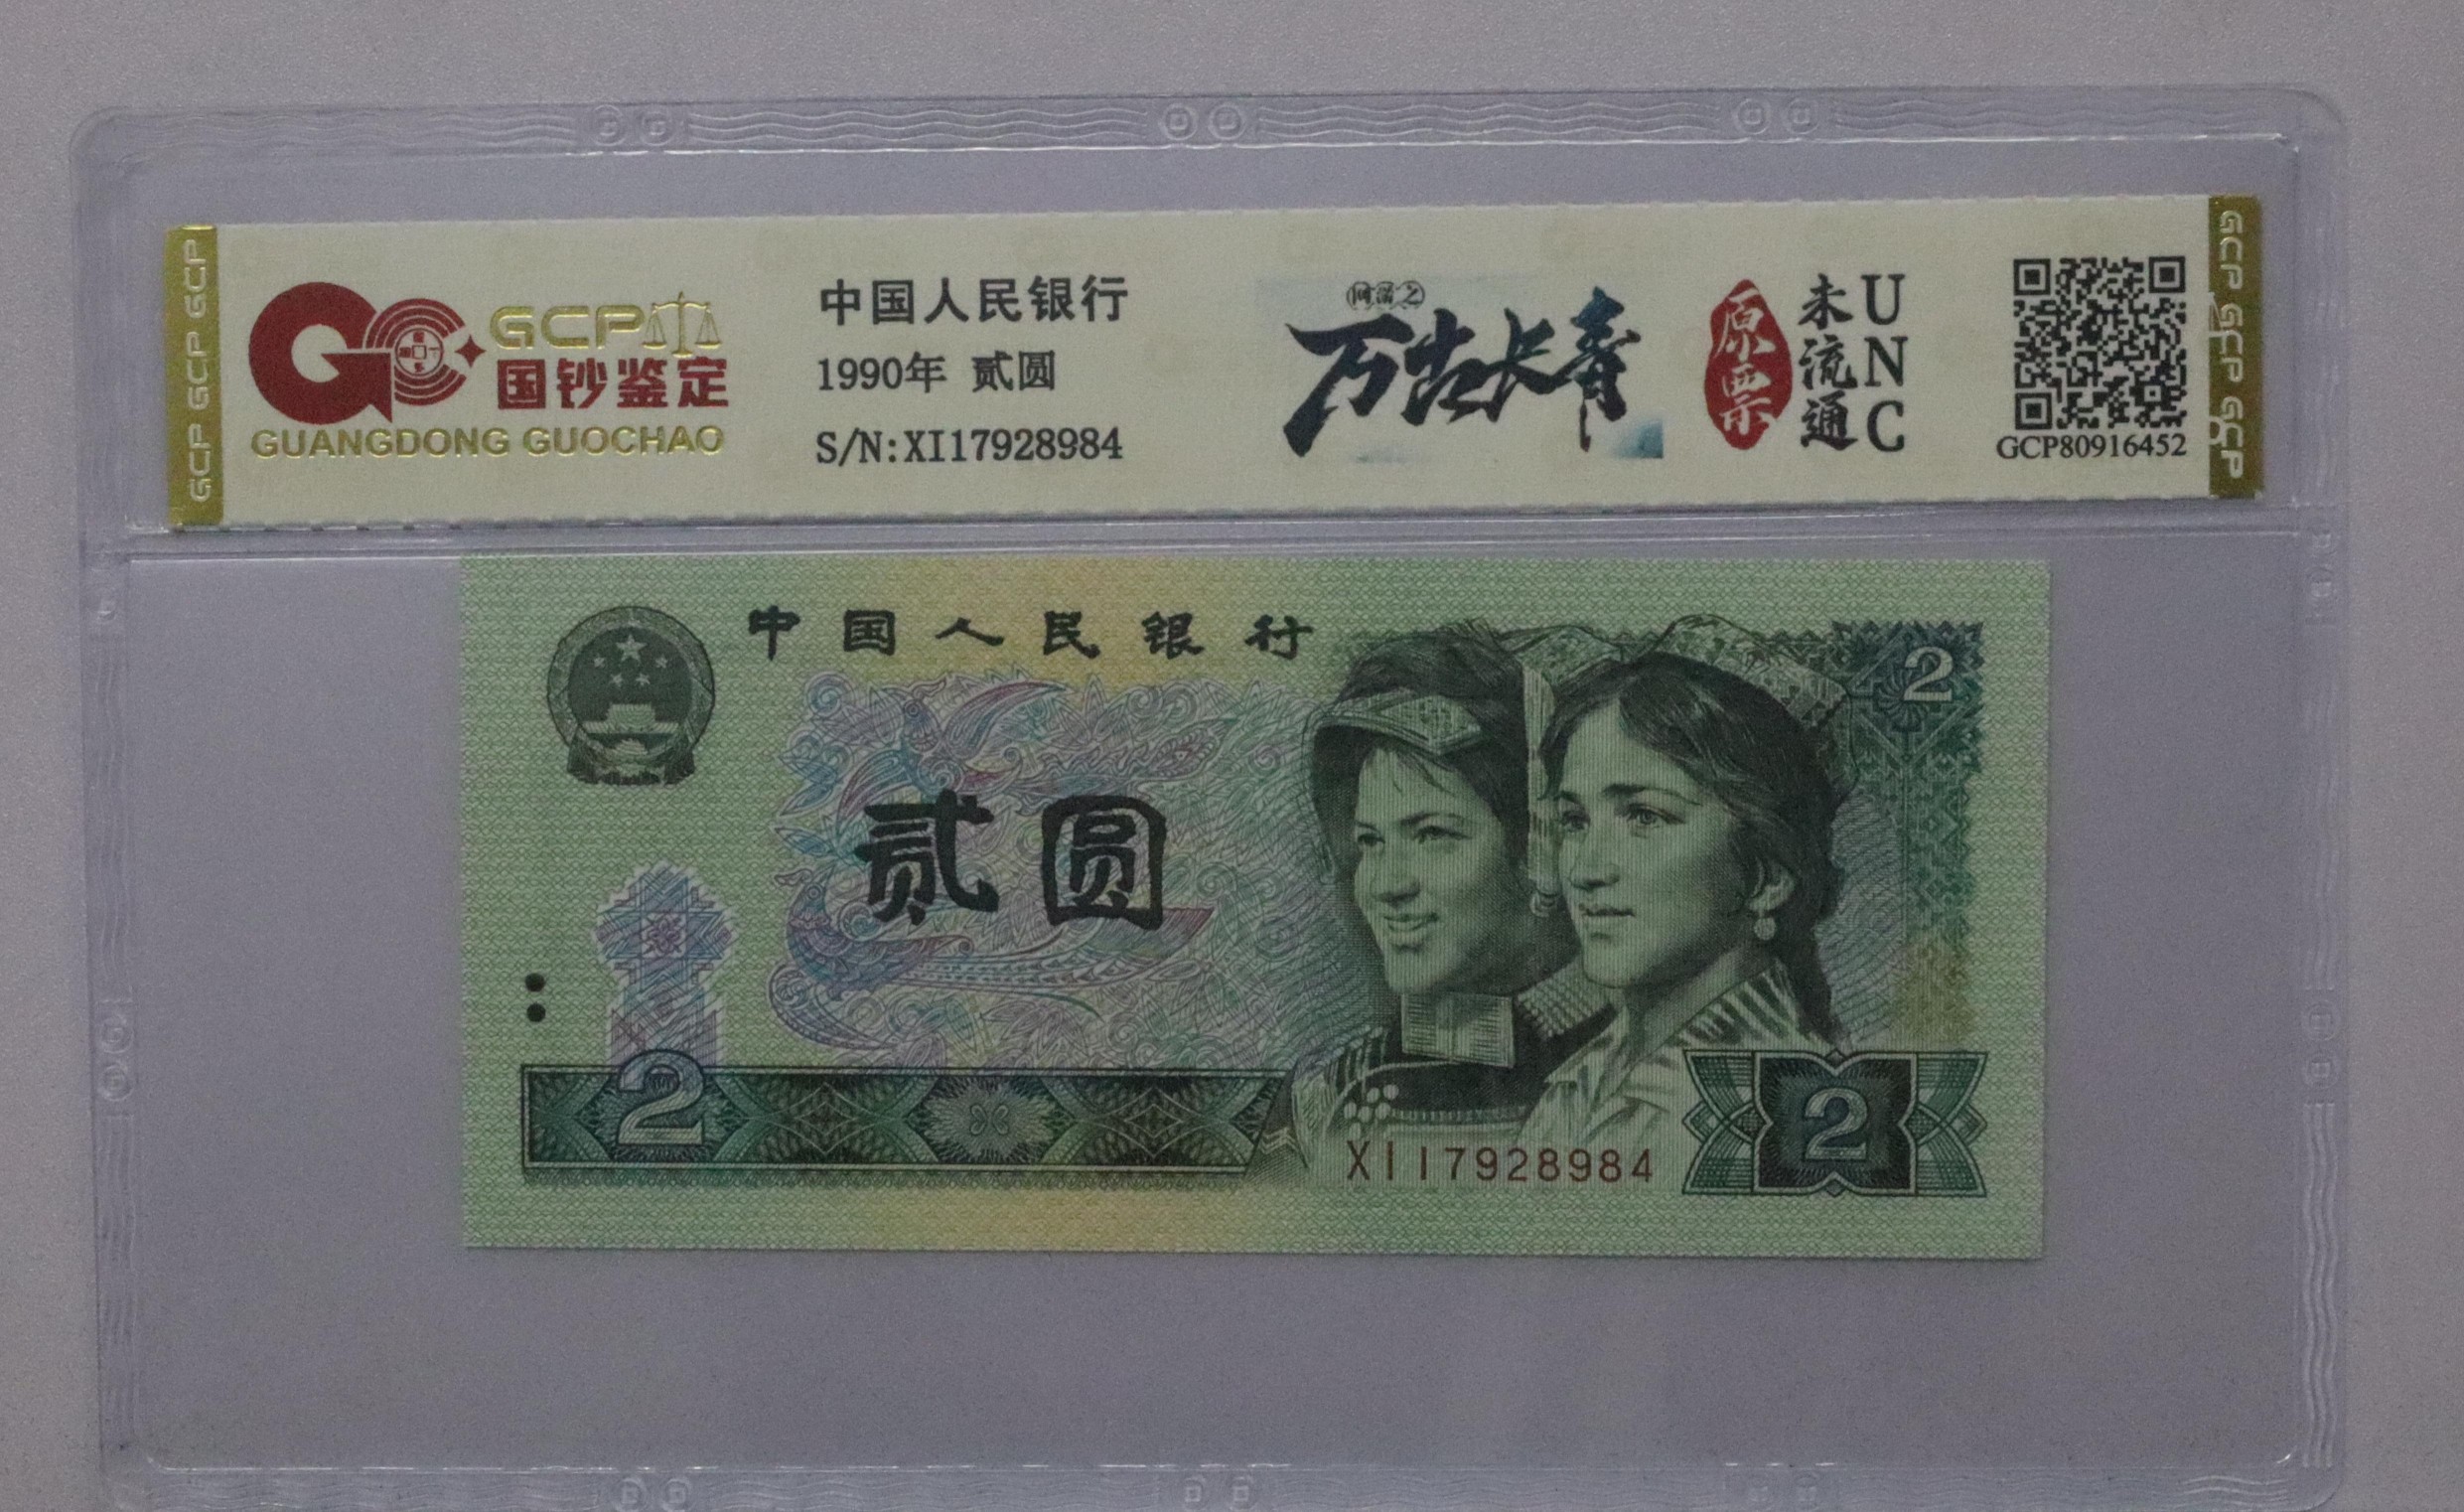 GCP GCP GCP
GCP
国钞鉴定
GUANGDONG GUOCHAO
中国人民银行
1990年 贰圆
S/N:XI17928984
万古长青
原票
未流通
UNC
GCP80916452
GCP GCP GCP
中国人民银行
2
贰圆
2
XI17928984
2